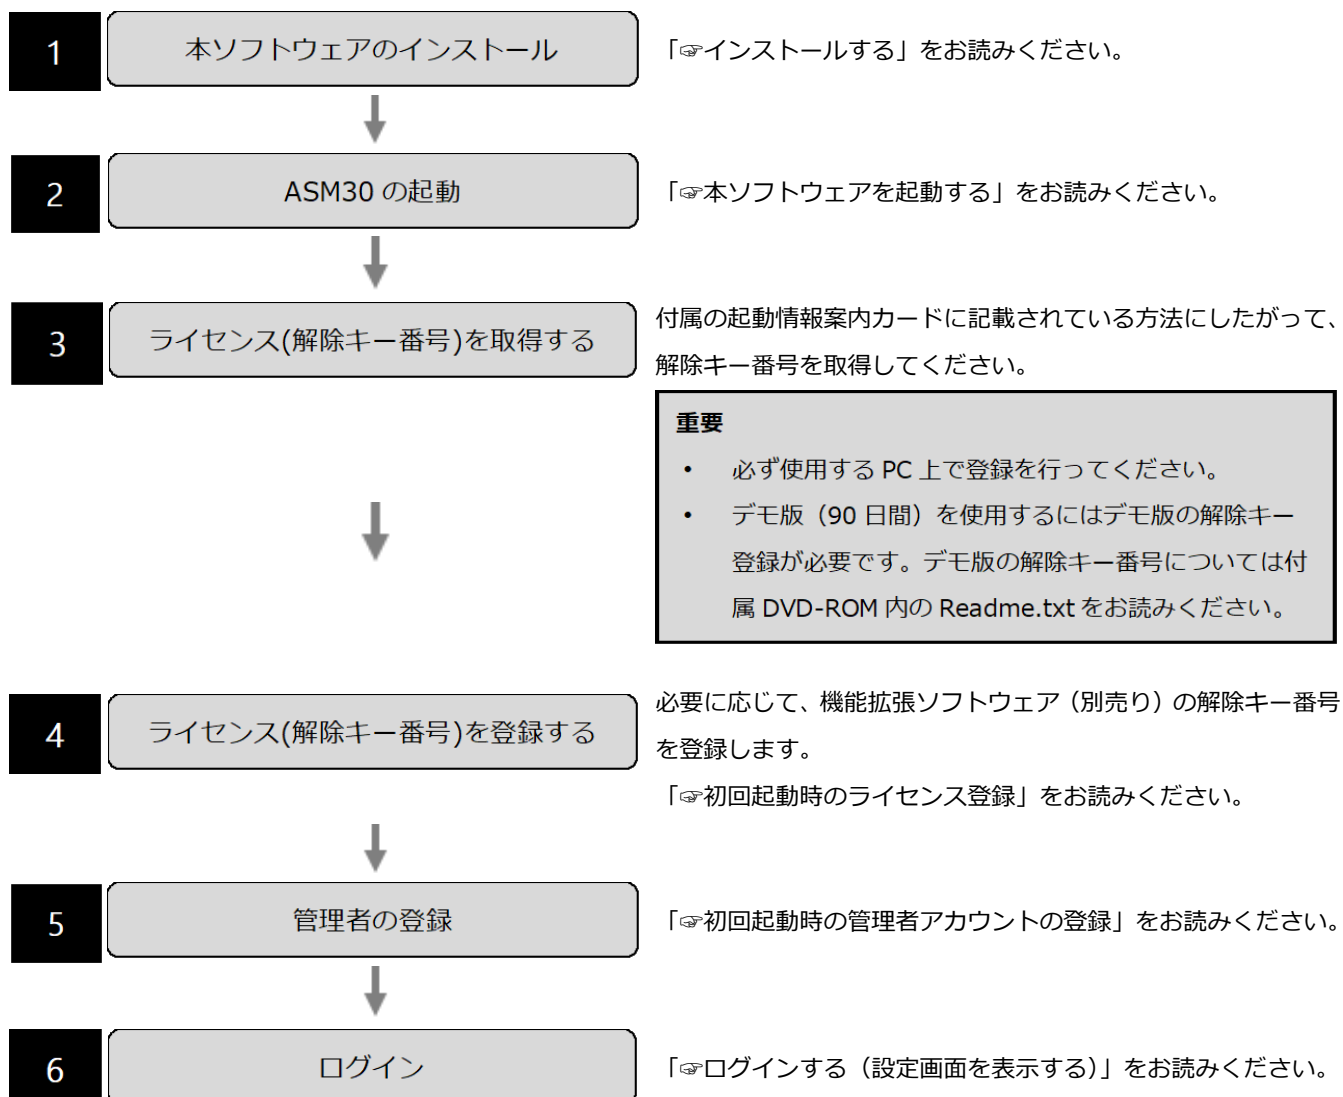 1
本ソフトウェアのインストール
「☞インストールする」をお読みください。
2
ASM30 の起動
「☞本ソフトウェアを起動する」をお読みください。
3
ライセンス(解除キー番号)を取得する
付属の起動情報案内カードに記載されている方法にしたがって、
解除キー番号を取得してください。
重要
• 必ず使用する PC 上で登録を行ってください。
• デモ版（90 日間）を使用するにはデモ版の解除キー
登録が必要です。デモ版の解除キー番号については付
属 DVD-ROM 内の Readme.txt をお読みください。
4
ライセンス(解除キー番号)を登録する
必要に応じて、機能拡張ソフトウェア（別売り）の解除キー番号
を登録します。
「☞初回起動時のライセンス登録」をお読みください。
5
管理者の登録
「☞初回起動時の管理者アカウントの登録」をお読みください。
6
ログイン
「☞ログインする（設定画面を表示する）」をお読みください。